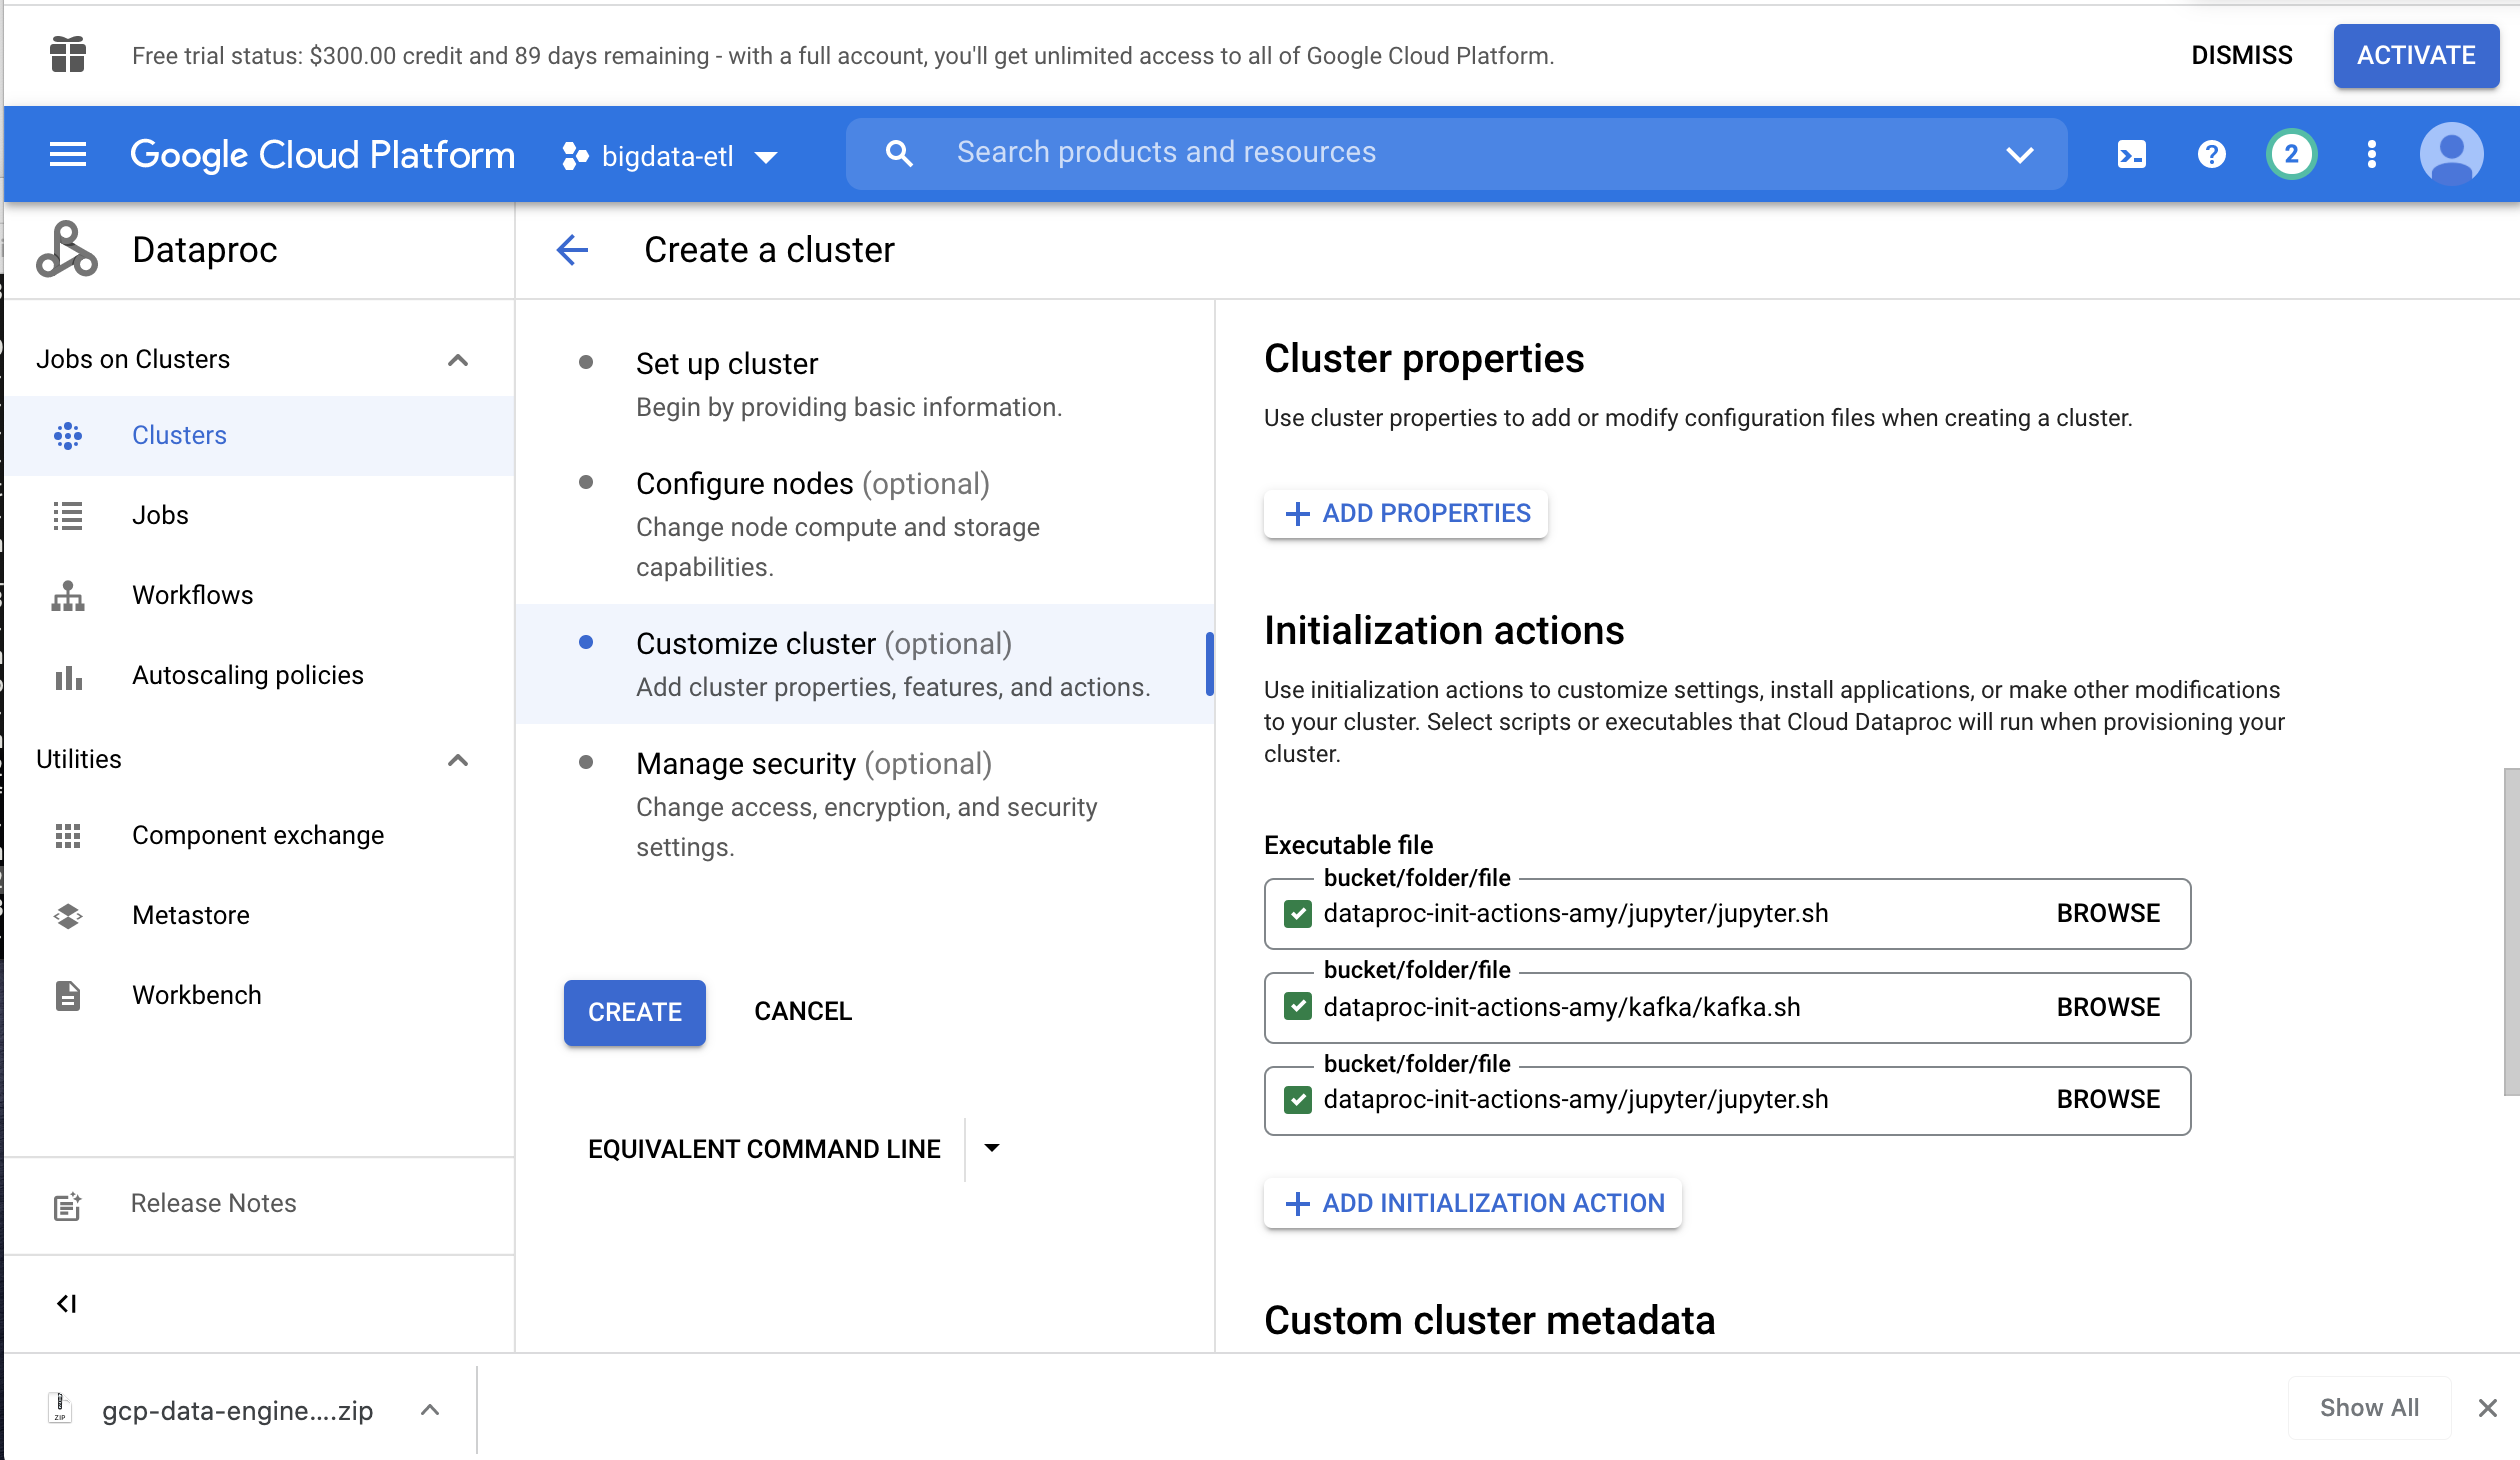 Free trial status: $300.00 credit and 89 days remaining - with a full account, you'll get unlimited access to all of Google Cloud Platform.
DISMISS
ACTIVATE
Google Cloud Platform
bigdata-etl
Search products and resources
2
Dataproc
Create a cluster
Jobs on Clusters
Clusters
Jobs
Workflows
Autoscaling policies
Utilities
Component exchange
Metastore
Workbench
Release Notes
Set up cluster
Begin by providing basic information.
Configure nodes (optional)
Change node compute and storage
capabilities.
Customize cluster (optional)
Add cluster properties, features, and actions.
Manage security (optional)
Change access, encryption, and security
settings.
CREATE
CANCEL
EQUIVALENT COMMAND LINE
Cluster properties
Use cluster properties to add or modify configuration files when creating a cluster.
ADD PROPERTIES
Initialization actions
Use initialization actions to customize settings, install applications, or make other modifications
to your cluster. Select scripts or executables that Cloud Dataproc will run when provisioning your
cluster.
Executable file
bucket/folder/file
dataproc-init-actions-amy/jupyter/jupyter.sh
BROWSE
bucket/folder/file
dataproc-init-actions-amy/kafka/kafka.sh
BROWSE
bucket/folder/file
dataproc-init-actions-amy/jupyter/jupyter.sh
BROWSE
ADD INITIALIZATION ACTION
Custom cluster metadata
ZIP
gcp-data-engine....zip
Show All